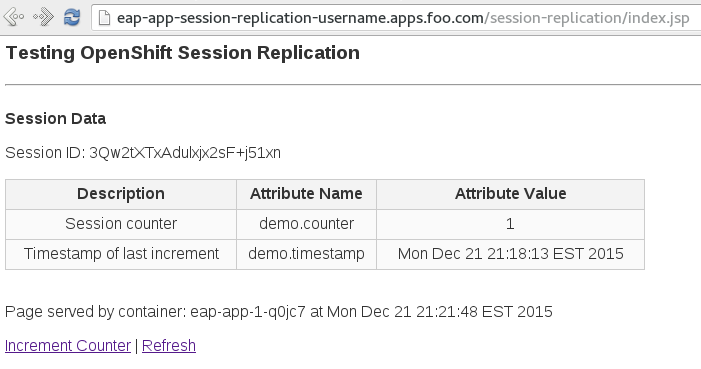 eap-app-session-replication-username.apps.foo.com/session-replication/index.jsp
Testing OpenShift Session Replication
Session Data
Session ID: 3Qw2tXTxAdulxjx2sF+j51xn
Description Attribute Name Attribute Value
Session counter demo.counter 1
Timestamp of last increment demo.timestamp Mon Dec 21 21:18:13 EST 2015
Page served by container: eap-app-1-q0jc7 at Mon Dec 21 21:21:48 EST 2015
Increment Counter | Refresh